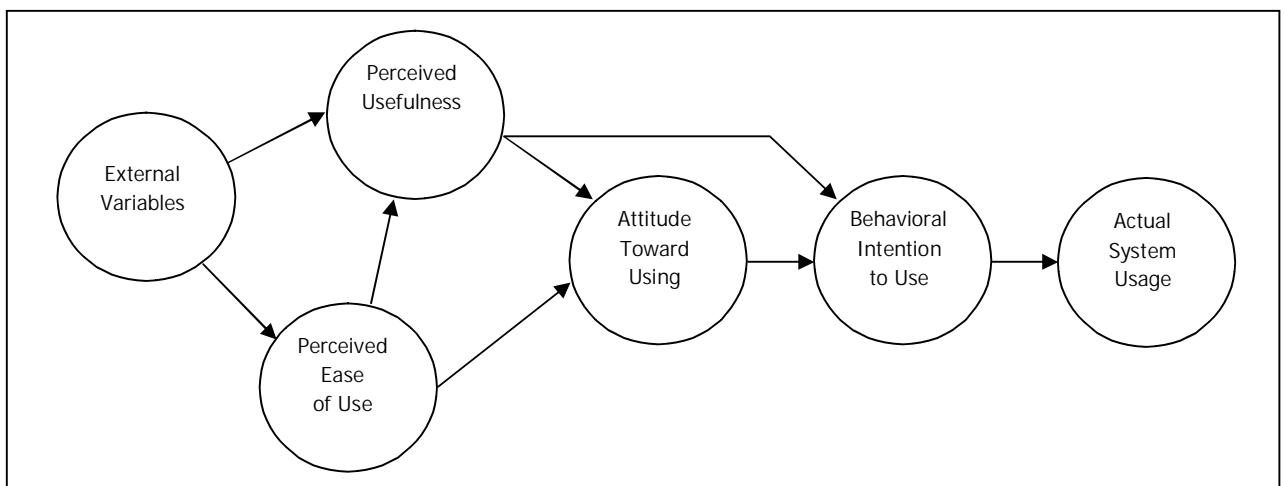 Perceived
Usefulness
External
Variables
Perceived
Ease
of Use
Attitude
Toward
Using
Behavioral
Intention
to Use
Actual
System
Usage